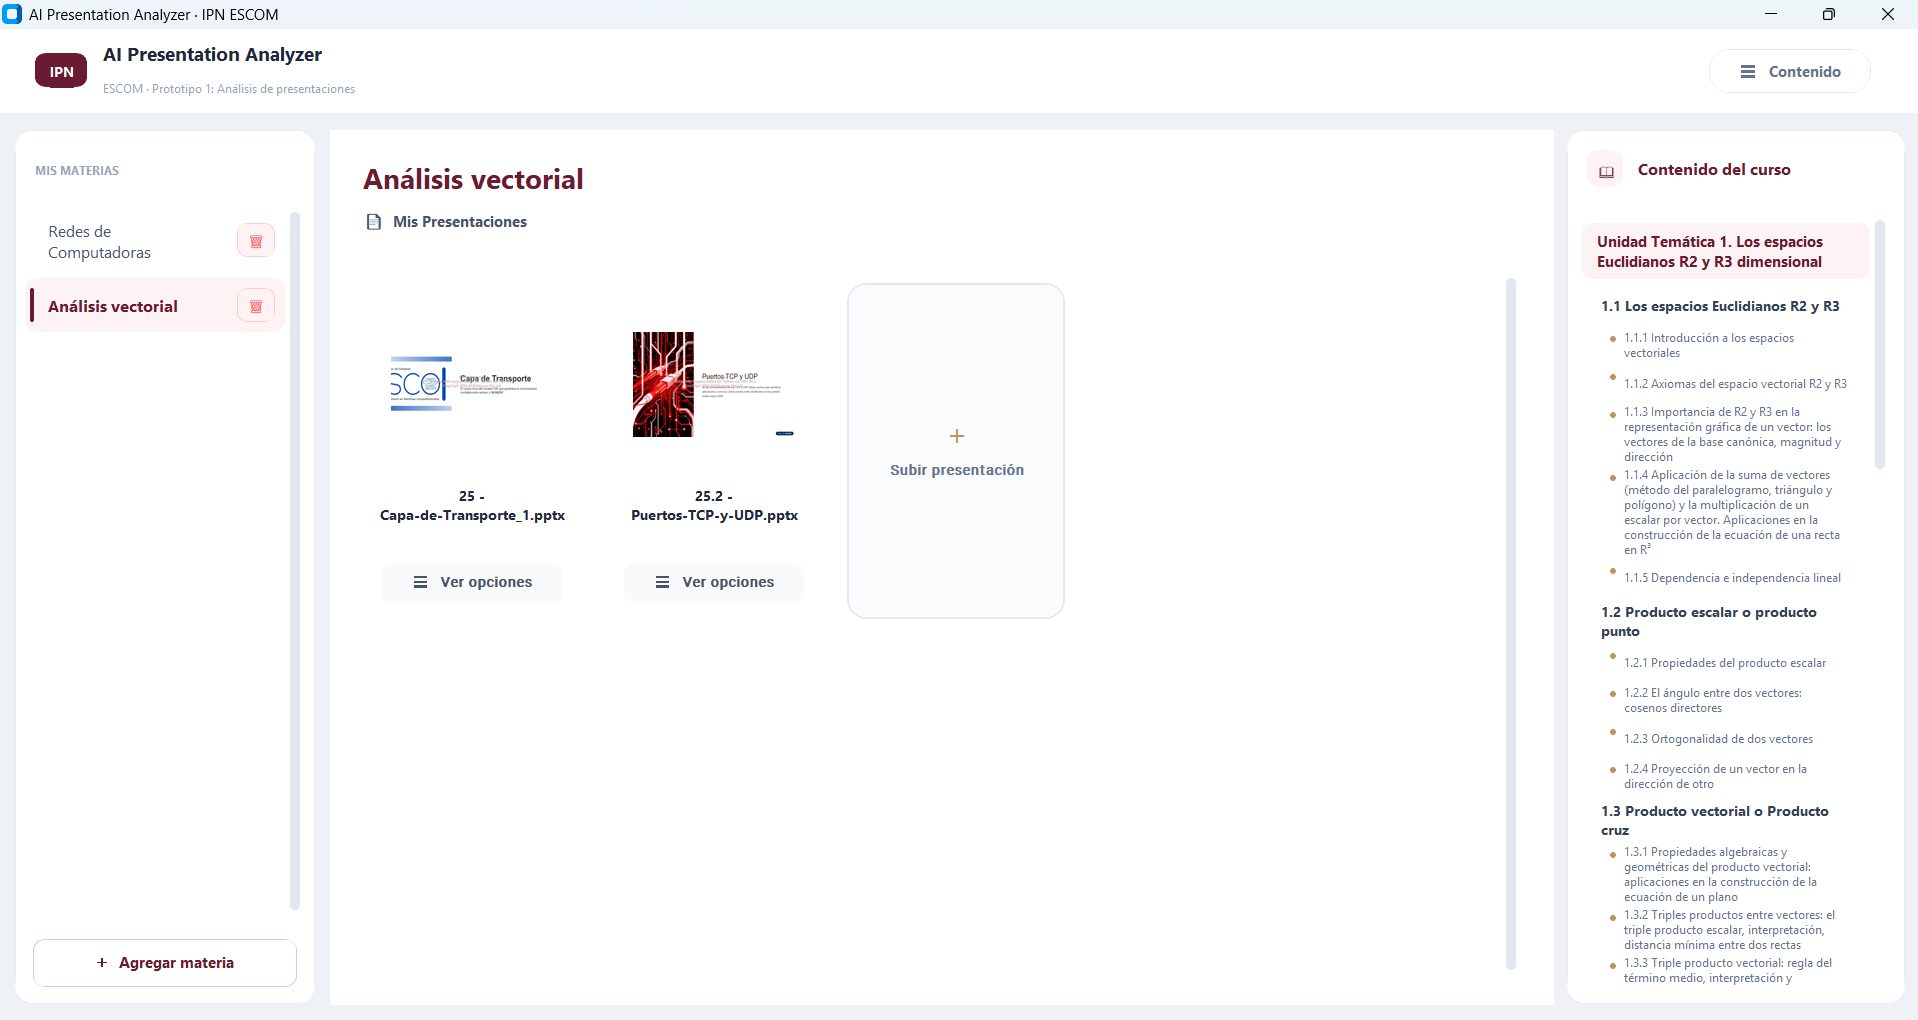 AI Presentation Analyzer · IPN ESCOM
IPN
AI Presentation Analyzer
ESCOM · Prototipo 1: Análisis de presentaciones
Contenido
MIS MATERIAS
Redes de
Computadoras
Análisis vectorial
+ Agregar materia
Análisis vectorial
Mis Presentaciones
Capa de Transporte
25 -
Capa-de-Transporte_1.pptx
Ver opciones
Puertos TCP y UDP
25.2 -
Puertos-TCP-y-UDP.pptx
Ver opciones
+
Subir presentación
Contenido del curso
Unidad Temática 1. Los espacios
Euclidianos R2 y R3 dimensional
1.1 Los espacios Euclidianos R2 y R3
1.1.1 Introducción a los espacios
vectoriales
1.1.2 Axiomas del espacio vectorial R2 y R3
1.1.3 Importancia de R2 y R3 en la
representación gráfica de un vector: los
vectores de la base canónica, magnitud y
dirección
1.1.4 Aplicación de la suma de vectores
(método del paralelogramo, triángulo y
polígono) y la multiplicación de un
escalar por vector. Aplicaciones en la
construcción de la ecuación de una recta
en R³
1.1.5 Dependencia e independencia lineal
1.2 Producto escalar o producto
punto
1.2.1 Propiedades del producto escalar
1.2.2 El ángulo entre dos vectores:
cosenos directores
1.2.3 Ortogonalidad de dos vectores
1.2.4 Proyección de un vector en la
dirección de otro
1.3 Producto vectorial o Producto
cruz
1.3.1 Propiedades algebraicas y
geométricas del producto vectorial:
aplicaciones en la construcción de la
ecuación de un plano
1.3.2 Triples productos entre vectores: el
triple producto escalar, interpretación,
distancia mínima entre dos rectas
1.3.3 Triple producto vectorial: regla del
término medio, interpretación y